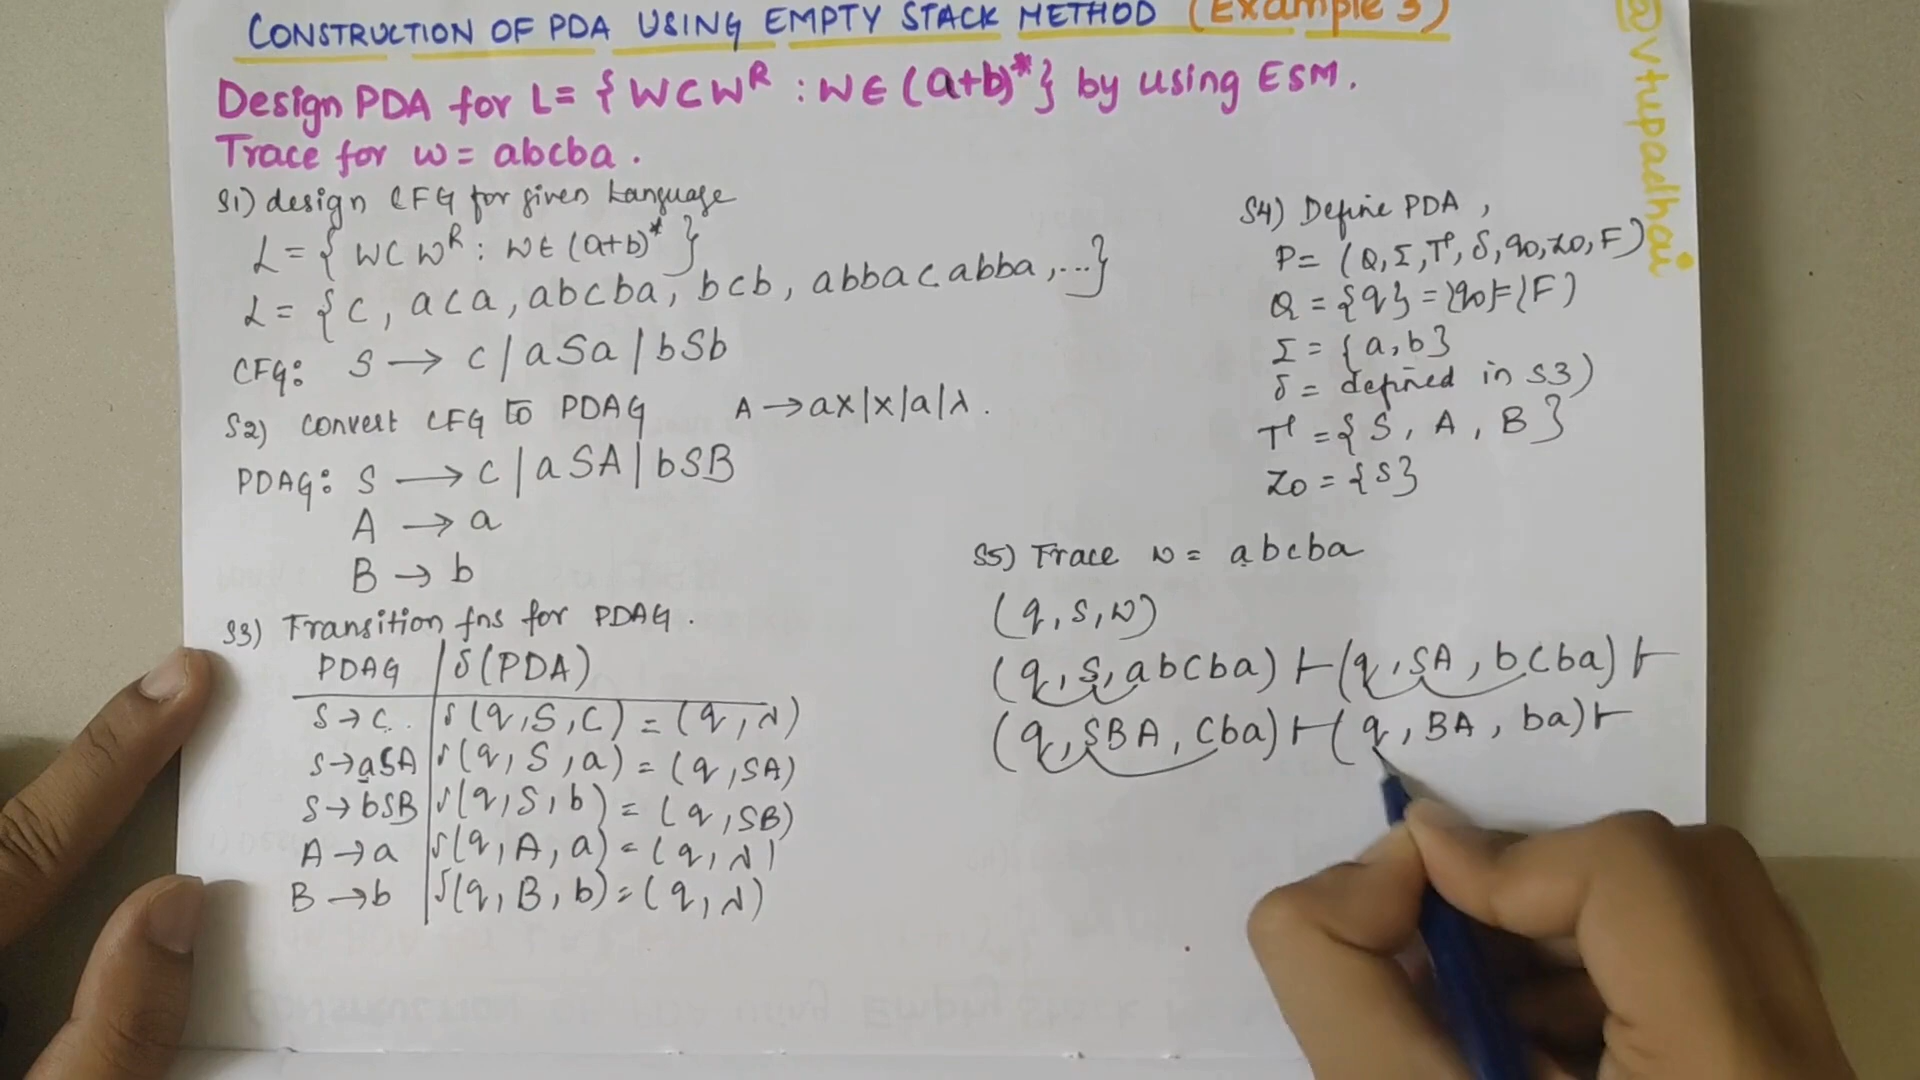 CONSTRUCTION OF PDA USING EMPTY STACK METHOD (Example 3)
Design PDA for L= {WCW^R : W∈(a+b)^*} by using ESM.
Trace for w= abcba.
S1) design CFG for given Language
L = {WCW^R : W∈(a+b)^*}
L = {c, aca, abcba, bcb, abbacabba,...}
CFG: S → c/aSa/bSb
S2) Convert CFG to PDAG A→ax|x|a|λ.
PDAG: S → c|aSA|bSB
A → a
B → b
S3) Transition fns for PDAG.
PDAG | δ(PDA)
S→c. δ(q,S,C) = (q,λ)
S→aSA δ(q,S,a) = (q,SA)
S→bSB δ(q,S,b) = (q,SB)
A→a δ(q,A,a) = (q,λ)
B→b δ(q,B,b) = (q,λ)
S4) Define PDA,
P= (Q,Σ,Γ,δ,q0,z0,F)
Q = {q} = {q0}={F}
Σ = {a,b}
δ = defined in S3)
Γ = {S, A, B}
Z0 = {S}
S5) Trace w = abcba
(q,S,W)
(q,S,abcba)⊢(q,SA,bcba)⊢
(q,SBA,Cba)⊢(q,BA,ba)⊢
@vtupadhai